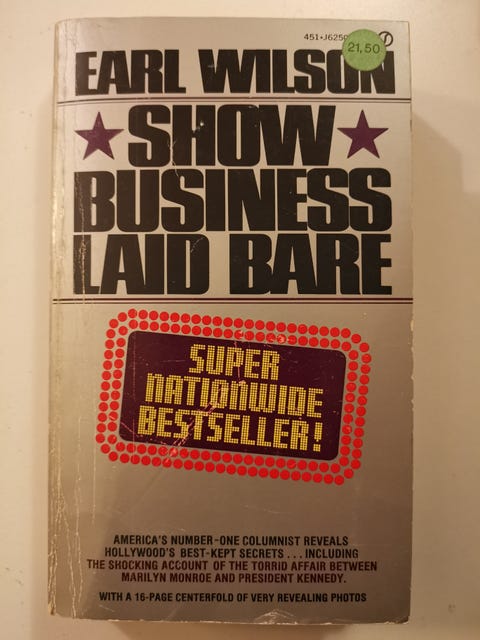 451-J6250
21,50
EARL WILSON
SHOW
BUSINESS
LAID BARE
SUPER
NATIONWIDE
BESTSELLER!
AMERICA'S NUMBER-ONE COLUMNIST REVEALS
HOLLYWOOD'S BEST-KEPT SECRETS...INCLUDING
THE SHOCKING ACCOUNT OF THE TORRID AFFAIR BETWEEN
MARILYN MONROE AND PRESIDENT KENNEDY.
WITH A 16-PAGE CENTERFOLD OF VERY REVEALING PHOTOS